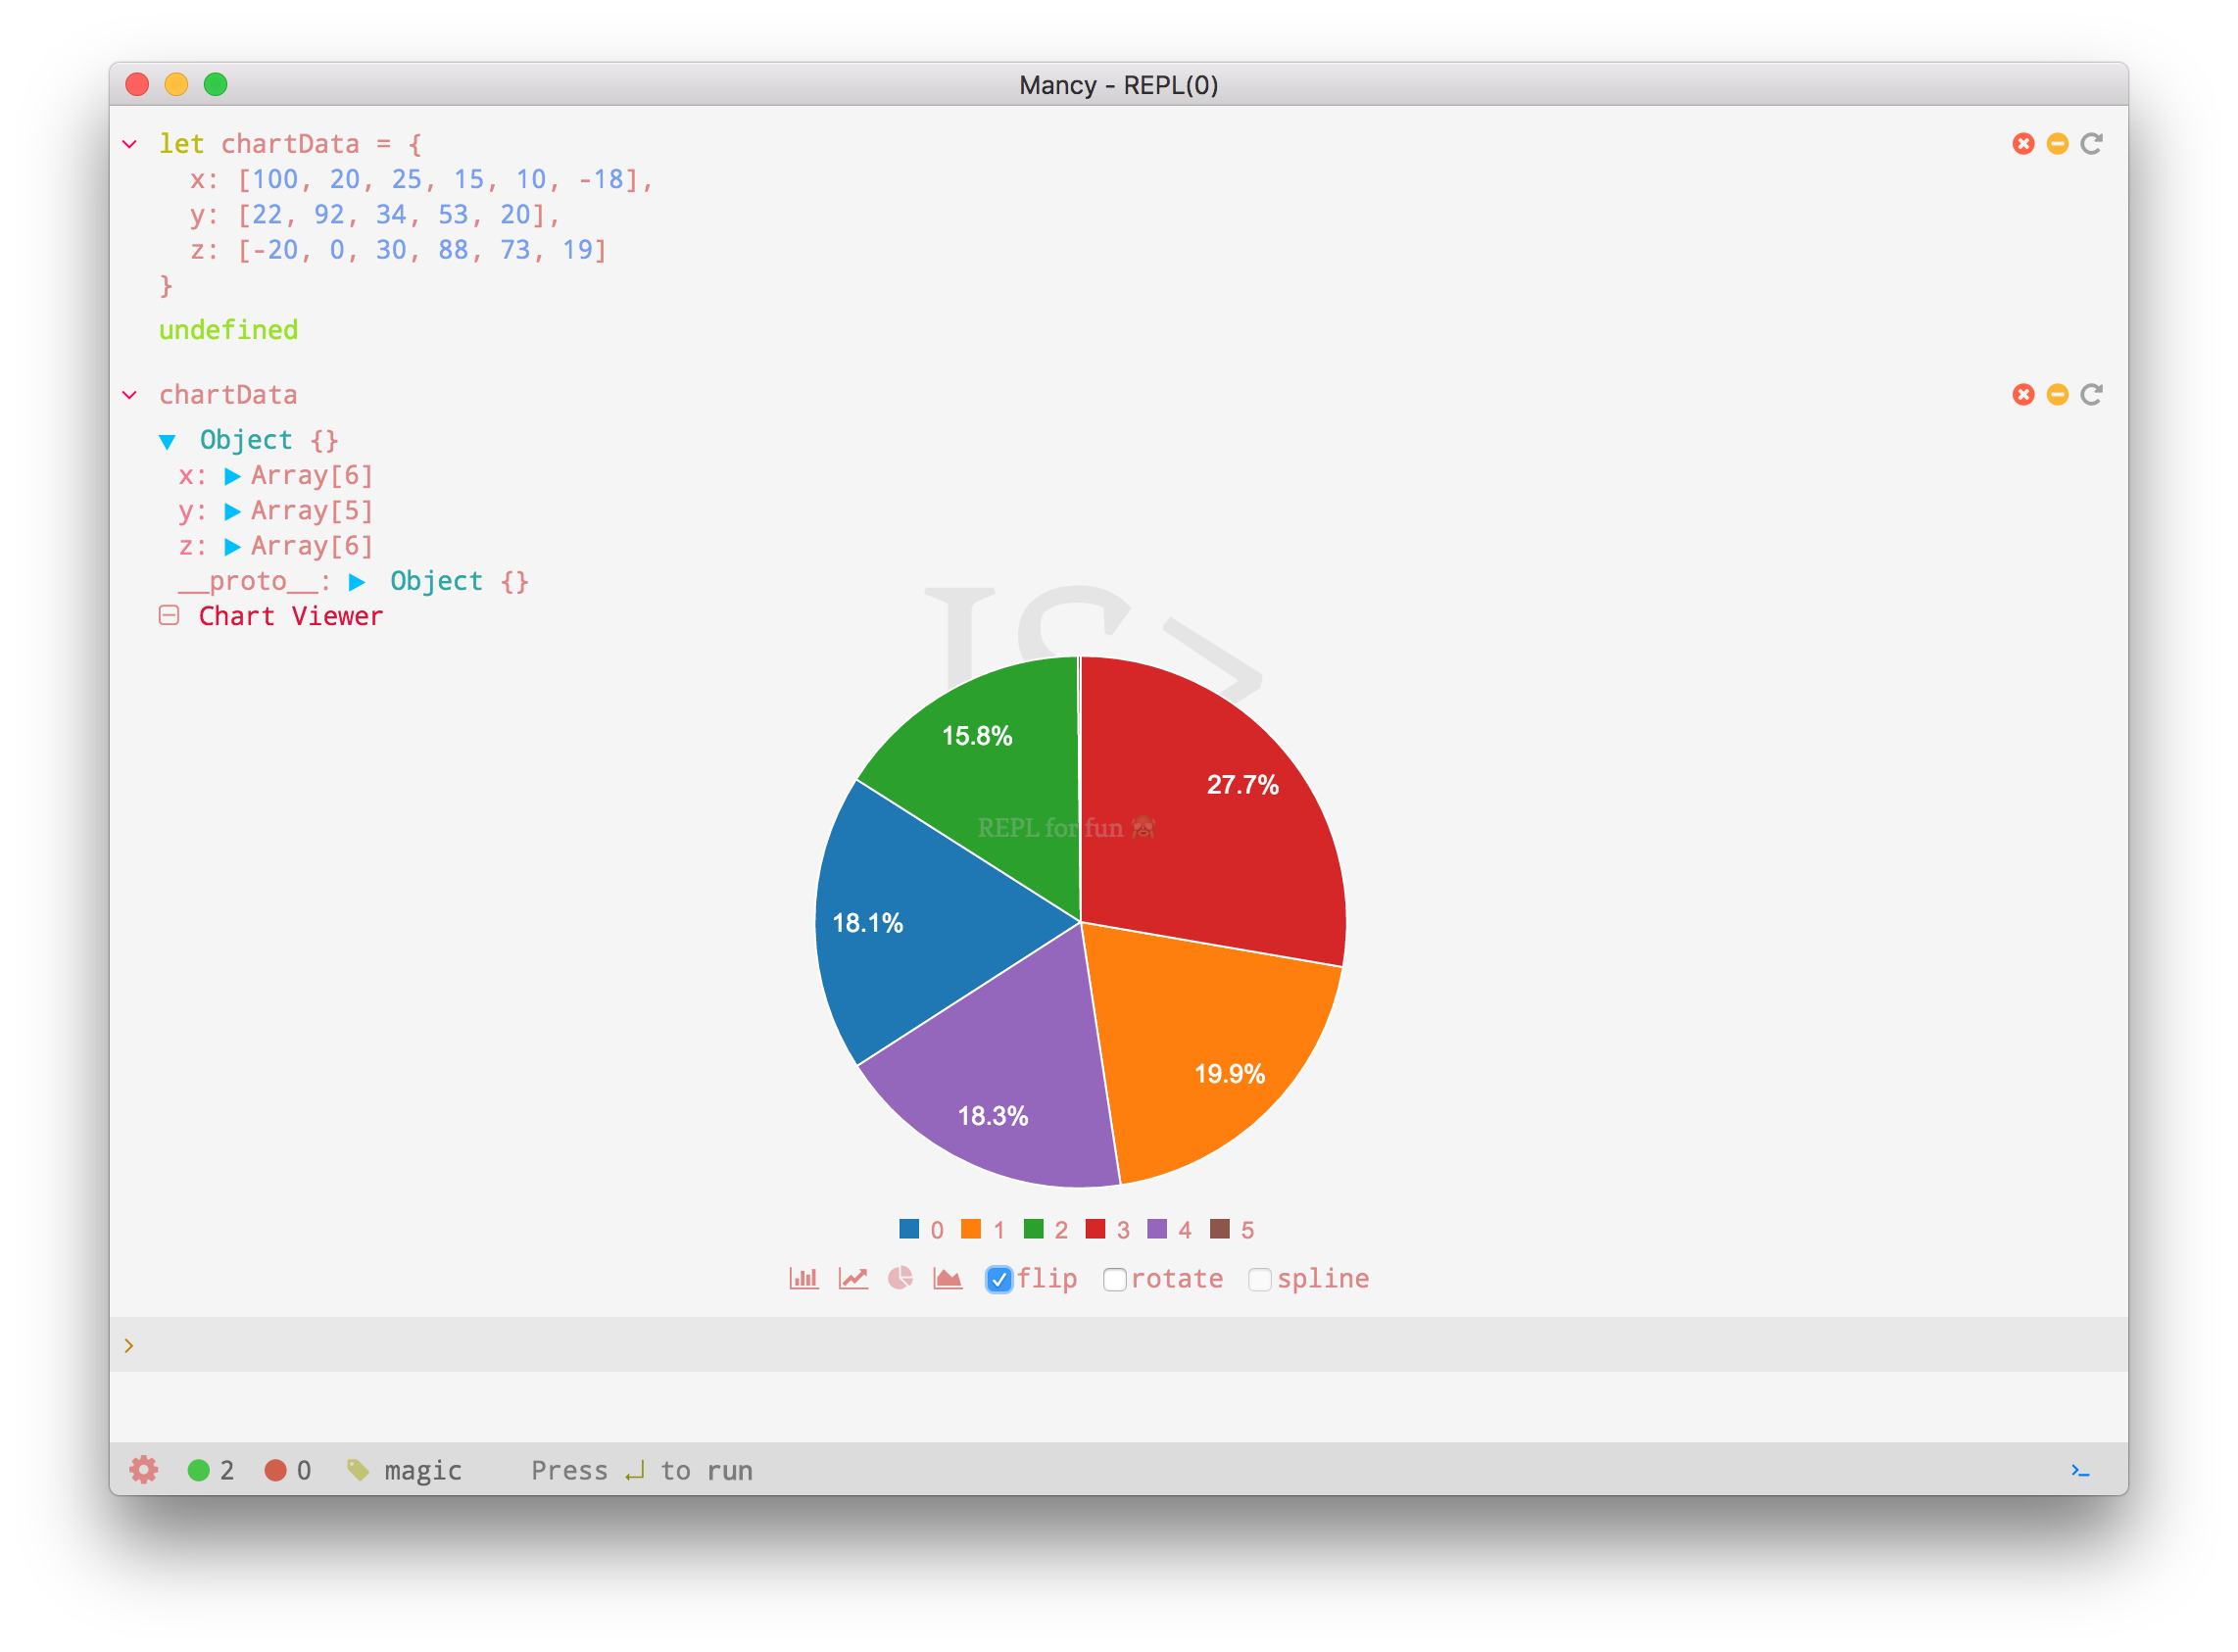 Mancy - REPL(0)
let chartData = {
x: [100, 20, 25, 15, 10, -18],
y: [22, 92, 34, 53, 20],
z: [-20, 0, 30, 88, 73, 19]
}
undefined
chartData
Object {}
x: Array[6]
y: Array[5]
z: Array[6]
__proto__: Object {}
Chart Viewer
JS>
15.8%
27.7%
REPL for fun 🙈
18.1%
19.9%
18.3%
0 1 2 3 4 5
flip rotate spline
>
2 0 magic Press ↵ to run >_